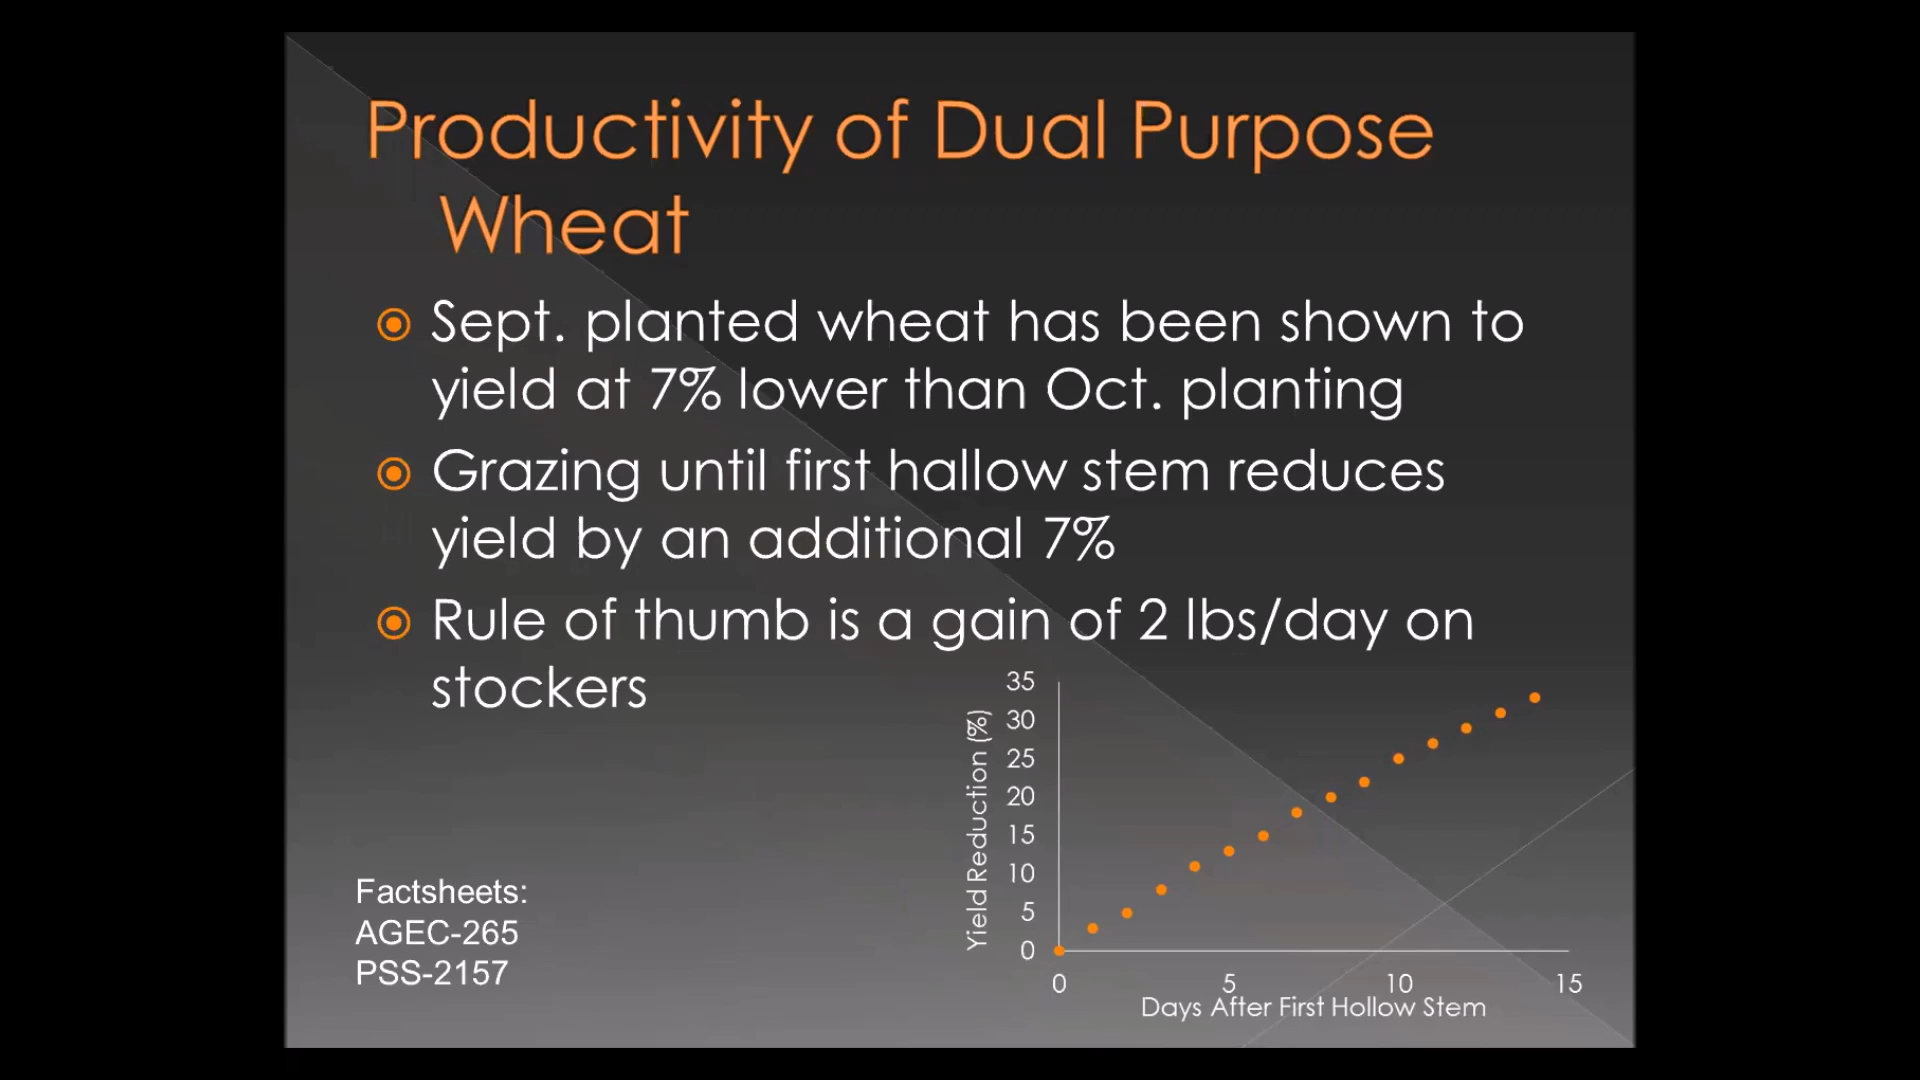 Productivity of Dual Purpose
Wheat
Sept. planted wheat has been shown to
yield at 7% lower than Oct. planting
Grazing until first hallow stem reduces
yield by an additional 7%
Rule of thumb is a gain of 2 lbs/day on
stockers
Factsheets:
AGEC-265
PSS-2157
Yield Reduction (%)
35
30
25
20
15
10
5
0
0 5 10 15
Days After First Hollow Stem